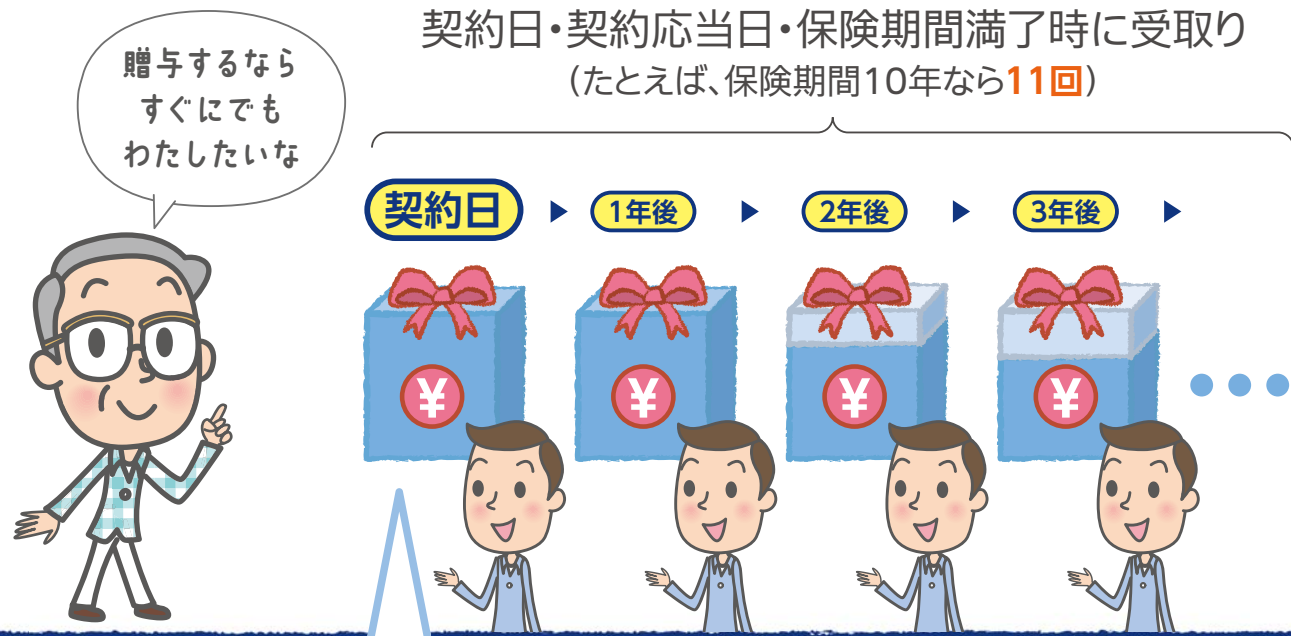 契約日・契約応当日・保険期間満了時に受取り
（たとえば、保険期間10年なら11回）
贈与するなら
すぐにでも
わたしたいな
契約日 ▶ 1年後 ▶ 2年後 ▶ 3年後 ▶
¥ ¥ ¥ ¥